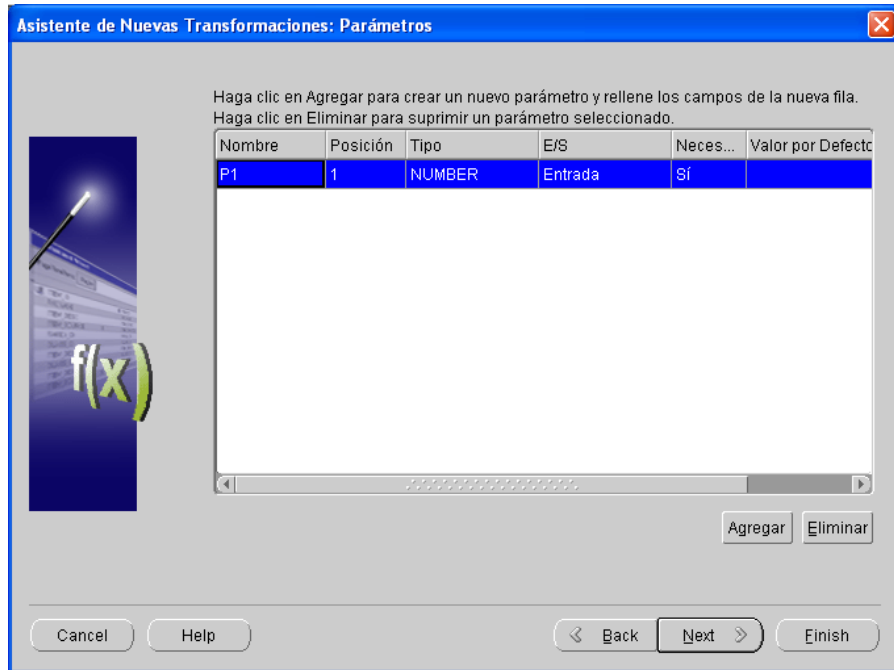 Asistente de Nuevas Transformaciones: Parámetros
Haga clic en Agregar para crear un nuevo parámetro y rellene los campos de la nueva fila.
Haga clic en Eliminar para suprimir un parámetro seleccionado.
Nombre Posición Tipo E/S Neces... Valor por Defecto
P1 1 NUMBER Entrada Sí
f(x)
Agregar Eliminar
Cancel Help Back Next Finish